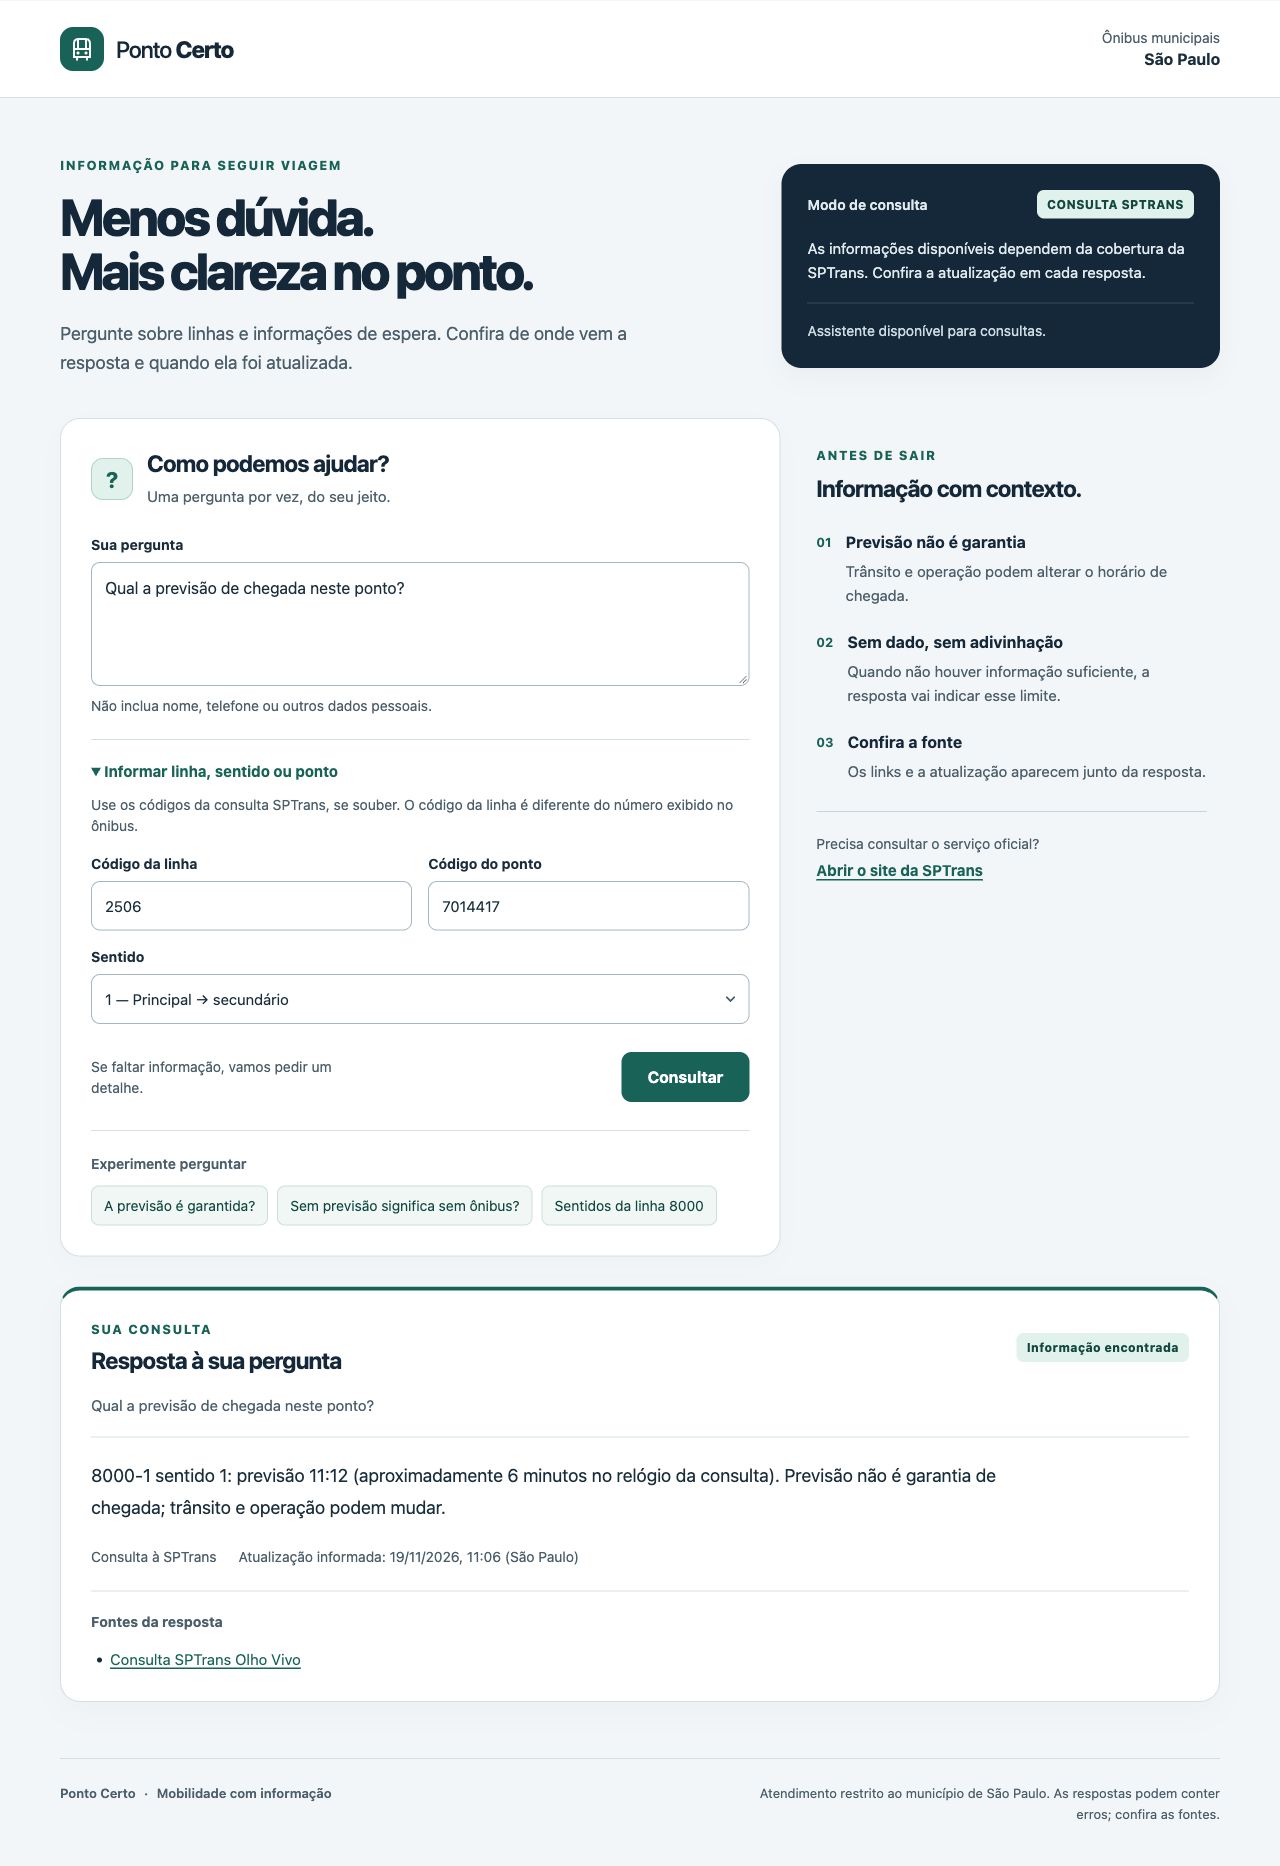 Ponto Certo
Ônibus municipais
São Paulo
INFORMAÇÃO PARA SEGUIR VIAGEM
Menos dúvida.
Mais clareza no ponto.
Pergunte sobre linhas e informações de espera. Confira de onde vem a
resposta e quando ela foi atualizada.
Modo de consulta
CONSULTA SPTRANS
As informações disponíveis dependem da cobertura da
SPTrans. Confira a atualização em cada resposta.
Assistente disponível para consultas.
?
Como podemos ajudar?
Uma pergunta por vez, do seu jeito.
Sua pergunta
Qual a previsão de chegada neste ponto?
Não inclua nome, telefone ou outros dados pessoais.
▼ Informar linha, sentido ou ponto
Use os códigos da consulta SPTrans, se souber. O código da linha é diferente do número exibido no
ônibus.
Código da linha
Código do ponto
2506
7014417
Sentido
1 — Principal → secundário
Se faltar informação, vamos pedir um
detalhe.
Consultar
Experimente perguntar
A previsão é garantida?
Sem previsão significa sem ônibus?
Sentidos da linha 8000
ANTES DE SAIR
Informação com contexto.
01 Previsão não é garantia
Trânsito e operação podem alterar o horário de
chegada.
02 Sem dado, sem adivinhação
Quando não houver informação suficiente, a
resposta vai indicar esse limite.
03 Confira a fonte
Os links e a atualização aparecem junto da resposta.
Precisa consultar o serviço oficial?
Abrir o site da SPTrans
SUA CONSULTA
Resposta à sua pergunta
Informação encontrada
Qual a previsão de chegada neste ponto?
8000-1 sentido 1: previsão 11:12 (aproximadamente 6 minutos no relógio da consulta). Previsão não é garantia de
chegada; trânsito e operação podem mudar.
Consulta à SPTrans Atualização informada: 19/11/2026, 11:06 (São Paulo)
Fontes da resposta
• Consulta SPTrans Olho Vivo
Ponto Certo · Mobilidade com informação
Atendimento restrito ao município de São Paulo. As respostas podem conter
erros; confira as fontes.